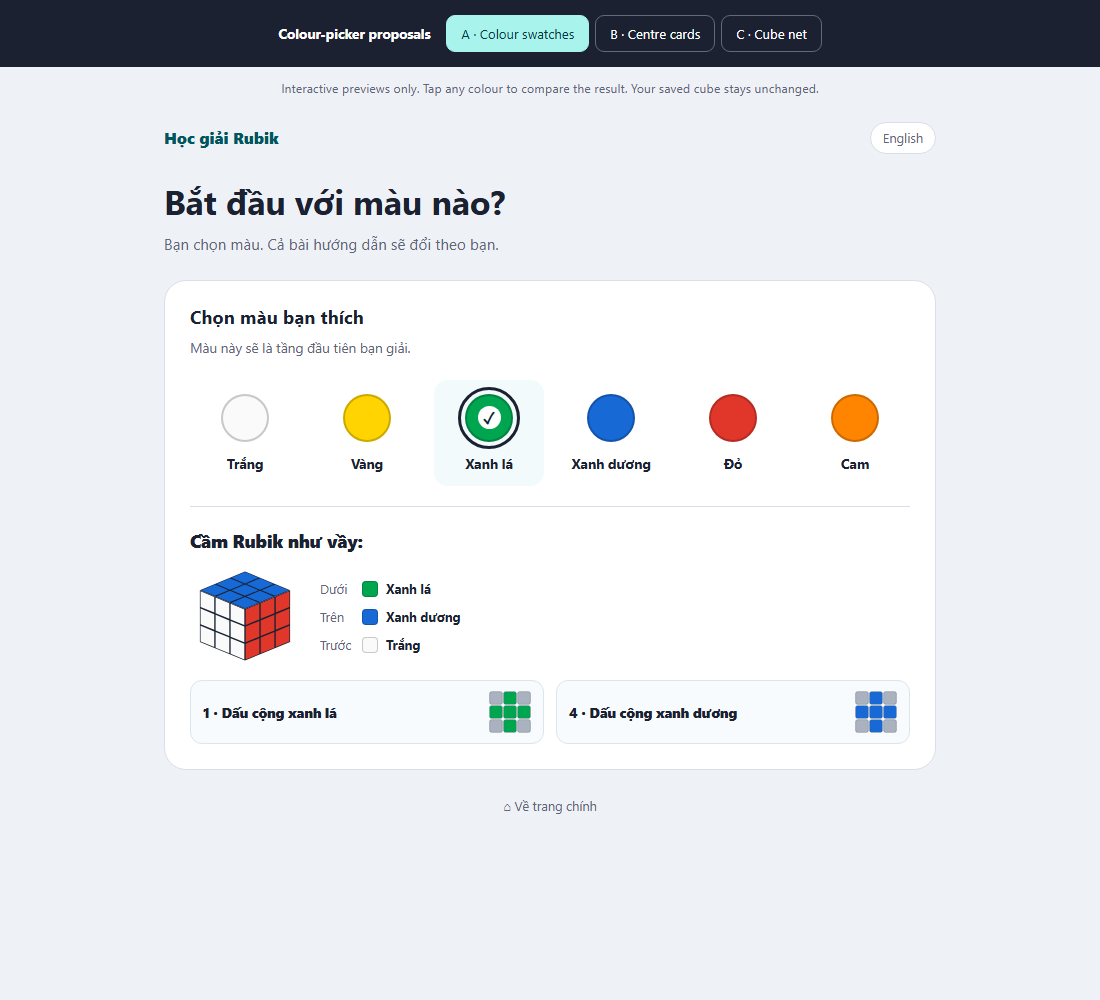 Colour-picker proposals
A · Colour swatches
B · Centre cards
C · Cube net
Interactive previews only. Tap any colour to compare the result. Your saved cube stays unchanged.
Học giải Rubik
English
Bắt đầu với màu nào?
Bạn chọn màu. Cả bài hướng dẫn sẽ đổi theo bạn.
Chọn màu bạn thích
Màu này sẽ là tầng đầu tiên bạn giải.
Trắng
Vàng
Xanh lá
Xanh dương
Đỏ
Cam
Cầm Rubik như vầy:
Dưới Xanh lá
Trên Xanh dương
Trước Trắng
1 · Dấu cộng xanh lá
4 · Dấu cộng xanh dương
⌂ Về trang chính